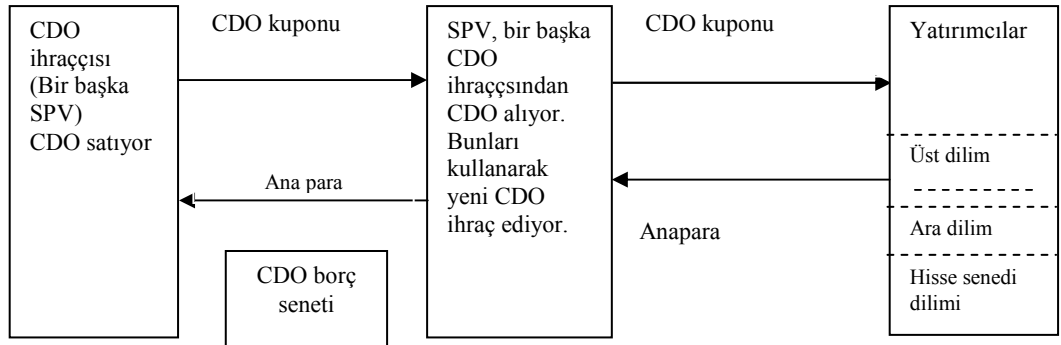 CDO
ihraççısı
(Bir başka
SPV)
CDO satıyor
CDO kuponu
Ana para
CDO borç
seneti
SPV, bir başka
CDO
ihraççsından
CDO alıyor.
Bunları
kullanarak
yeni CDO
ihraç ediyor.
CDO kuponu
Anapara
Yatırımcılar
Üst dilim
Ara dilim
Hisse senedi
dilimi